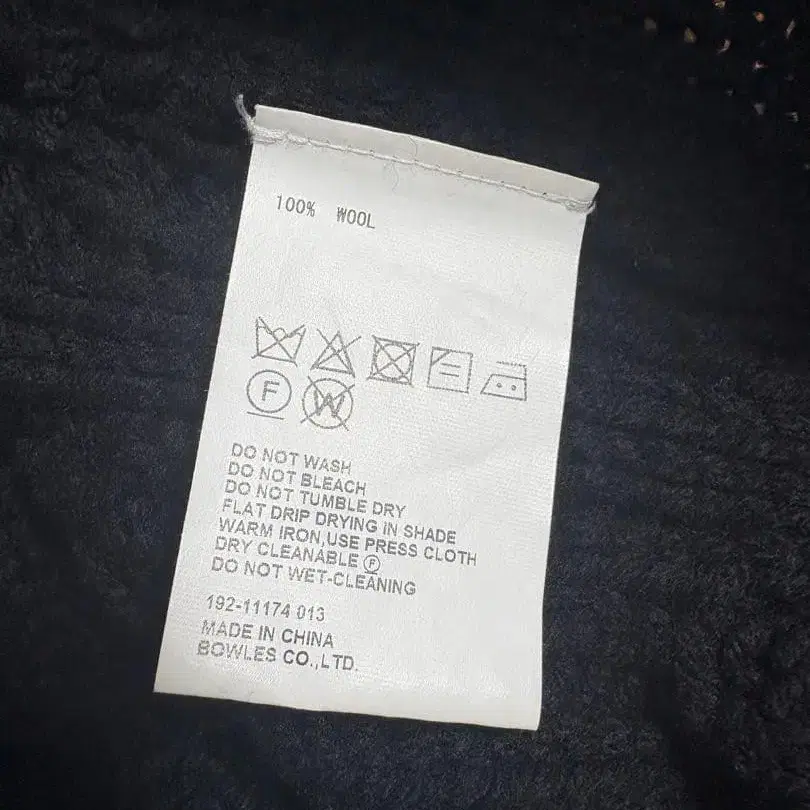 100% WOOL
F W
DO NOT WASH
DO NOT BLEACH
DO NOT TUMBLE DRY
FLAT DRIP DRYING IN SHADE
WARM IRON,USE PRESS CLOTH
DRY CLEANABLE Ⓕ
DO NOT WET-CLEANING
192-11174 013
MADE IN CHINA
BOWLES CO.,LTD.